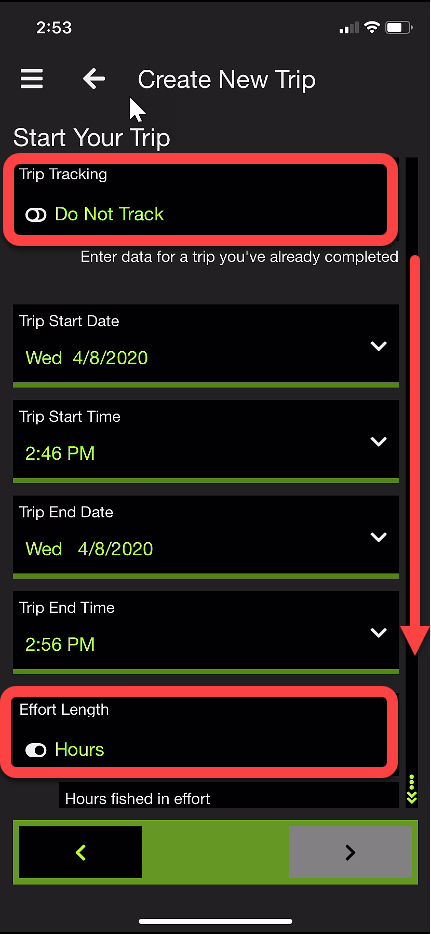 2:53
Create New Trip
Start Your Trip
Trip Tracking
Do Not Track
Enter data for a trip you've already completed
Trip Start Date
Wed 4/8/2020
Trip Start Time
2:46 PM
Trip End Date
Wed 4/8/2020
Trip End Time
2:56 PM
Effort Length
Hours
Hours fished in effort